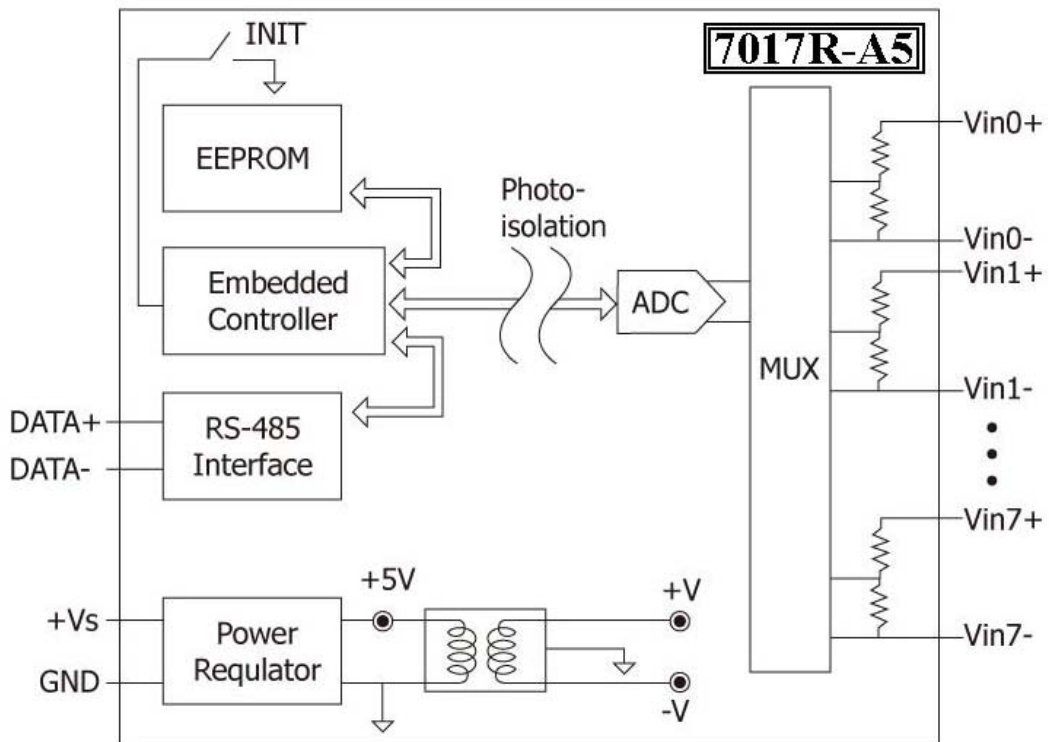 INIT
7017R-A5
EEPROM
Photo-
isolation
Embedded
Controller
ADC
MUX
RS-485
Interface
DATA+
DATA-
Vin0+
Vin0-
Vin1+
Vin1-
Vin7+
Vin7-
+5V
+V
-V
+Vs
GND
Power
Requlator